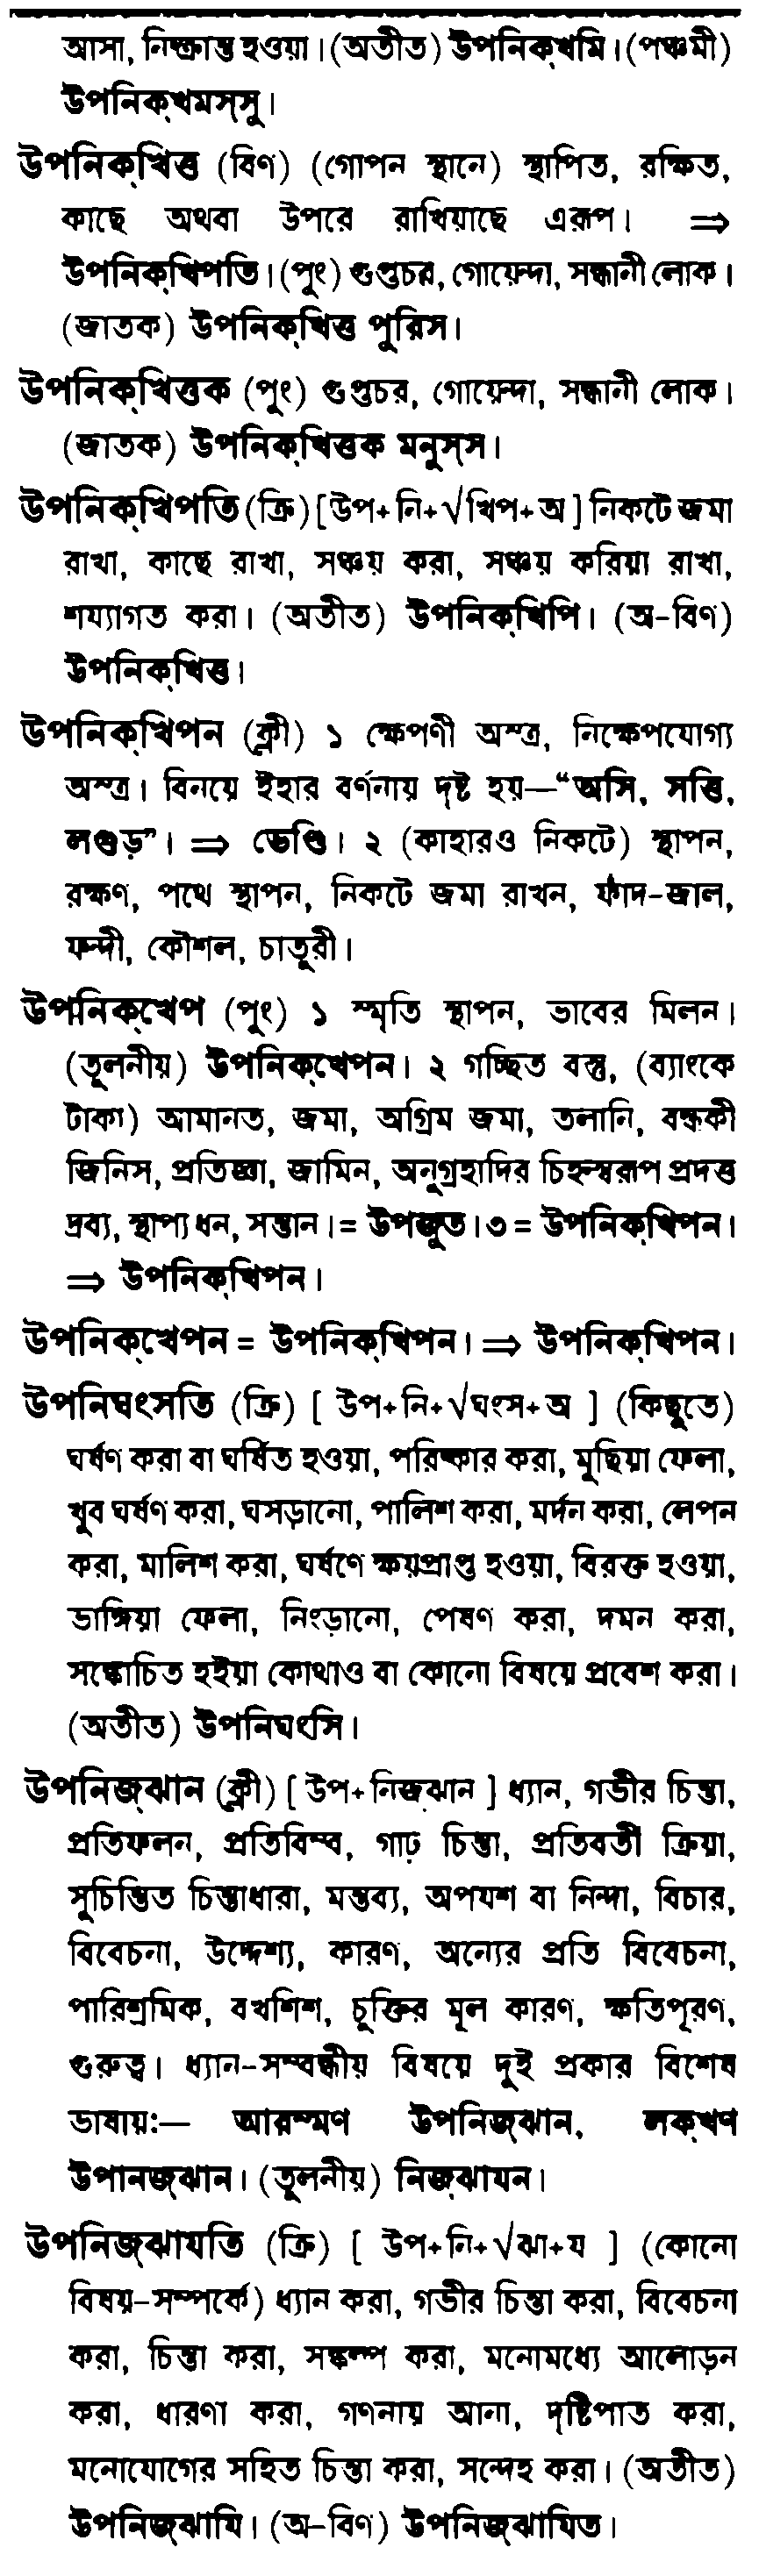 আসা, নিষ্ক্রান্ত হওয়া। (অতীত) উপনিক্‌খমি। (পঞ্চমী)
উপনিক্‌খমস্‌সু।
উপনিক্‌খিত্ত (বিণ) (গোপন স্থানে) স্থাপিত, রক্ষিত,
কাছে অথবা উপরে রাখিয়াছে এরূপ। ⇒
উপনিক্‌খিপতি। (পুং) গুপ্তচর, গোয়েন্দা, সন্ধানী লোক।
(জাতক) উপনিক্‌খিত্ত পুরিস।
উপনিক্‌খিত্তক (পুং) গুপ্তচর, গোয়েন্দা, সন্ধানী লোক।
(জাতক) উপনিক্‌খিত্তক মনুস্‌স।
উপনিক্‌খিপতি (ক্রি) [ উপ+নি+√খিপ+অ ] নিকটে জমা
রাখা, কাছে রাখা, সঞ্চয় করা, সঞ্চয় করিয়া রাখা,
শয্যাগত করা। (অতীত) উপনিক্‌খিপি। (অ-বিণ)
উপনিক্‌খিত্ত।
উপনিক্‌খিপন (ক্লী) ১ ক্ষেপণী অস্ত্র, নিক্ষেপযোগ্য
অস্ত্র। বিনয়ে ইহার বর্ণনায় দৃষ্ট হয়—“অসি, সত্তি,
লগুড়”। ⇒ ভেণ্ডি। ২ (কাহারও নিকটে) স্থাপন,
রক্ষণ, পথে স্থাপন, নিকটে জমা রাখন, ফাঁদ-জাল,
ফন্দী, কৌশল, চাতুরী।
উপনিক্‌খেপ (পুং) ১ স্মৃতি স্থাপন, ভাবের মিলন।
(তুলনীয়) উপনিক্‌খেপন। ২ গচ্ছিত বস্তু, (ব্যাংকে
টাকা) আমানত, জমা, অগ্রিম জমা, তলানি, বন্ধকী
জিনিস, প্রতিজ্ঞা, জামিন, অনুগ্রহাদির চিহ্নস্বরূপ প্রদত্ত
দ্রব্য, স্থাপ্য ধন, সন্তান। = উপজ্জুত। ৩ = উপনিক্‌খিপন।
⇒ উপনিক্‌খিপন।
উপনিক্‌খেপন = উপনিক্‌খিপন। ⇒ উপনিক্‌খিপন।
উপনিঘংসতি (ক্রি) [ উপ+নি+√ঘংস+অ ] (কিছুতে)
ঘর্ষণ করা বা ঘর্ষিত হওয়া, পরিষ্কার করা, মুছিয়া ফেলা,
খুব ঘর্ষণ করা, ঘসড়ানো, পালিশ করা, মর্দন করা, লেপন
করা, মালিশ করা, ঘর্ষণে ক্ষয়প্রাপ্ত হওয়া, বিরক্ত হওয়া,
ভাঙ্গিয়া ফেলা, নিংড়ানো, পেষণ করা, দমন করা,
সঙ্কোচিত হইয়া কোথাও বা কোনো বিষয়ে প্রবেশ করা।
(অতীত) উপনিঘংসি।
উপনিজ্‌ঝান (ক্লী) [ উপ+নিজ্‌ঝান ] ধ্যান, গভীর চিন্তা,
প্রতিফলন, প্রতিবিম্ব, গাঢ় চিন্তা, প্রতিবর্তী ক্রিয়া,
সুচিন্তিত চিন্তাধারা, মন্তব্য, অপযশ বা নিন্দা, বিচার,
বিবেচনা, উদ্দেশ্য, কারণ, অন্যের প্রতি বিবেচনা,
পারিশ্রমিক, বখশিশ, চুক্তির মূল কারণ, ক্ষতিপূরণ,
গুরুত্ব। ধ্যান-সম্বন্ধীয় বিষয়ে দুই প্রকার বিশেষ
ভাষায়ঃ— আরম্মণ উপনিজ্‌ঝান, লক্‌খণ
উপানজ্‌ঝান। (তুলনীয়) নিজ্‌ঝাযন।
উপনিজ্‌ঝাযতি (ক্রি) [ উপ+নি+√ঝা+য ] (কোনো
বিষয়-সম্পর্কে) ধ্যান করা, গভীর চিন্তা করা, বিবেচনা
করা, চিন্তা করা, সঙ্কল্প করা, মনোমধ্যে আলোড়ন
করা, ধারণা করা, গণনায় আনা, দৃষ্টিপাত করা,
মনোযোগের সহিত চিন্তা করা, সন্দেহ করা। (অতীত)
উপনিজ্‌ঝাযি। (অ-বিণ) উপনিজ্‌ঝাযিত।